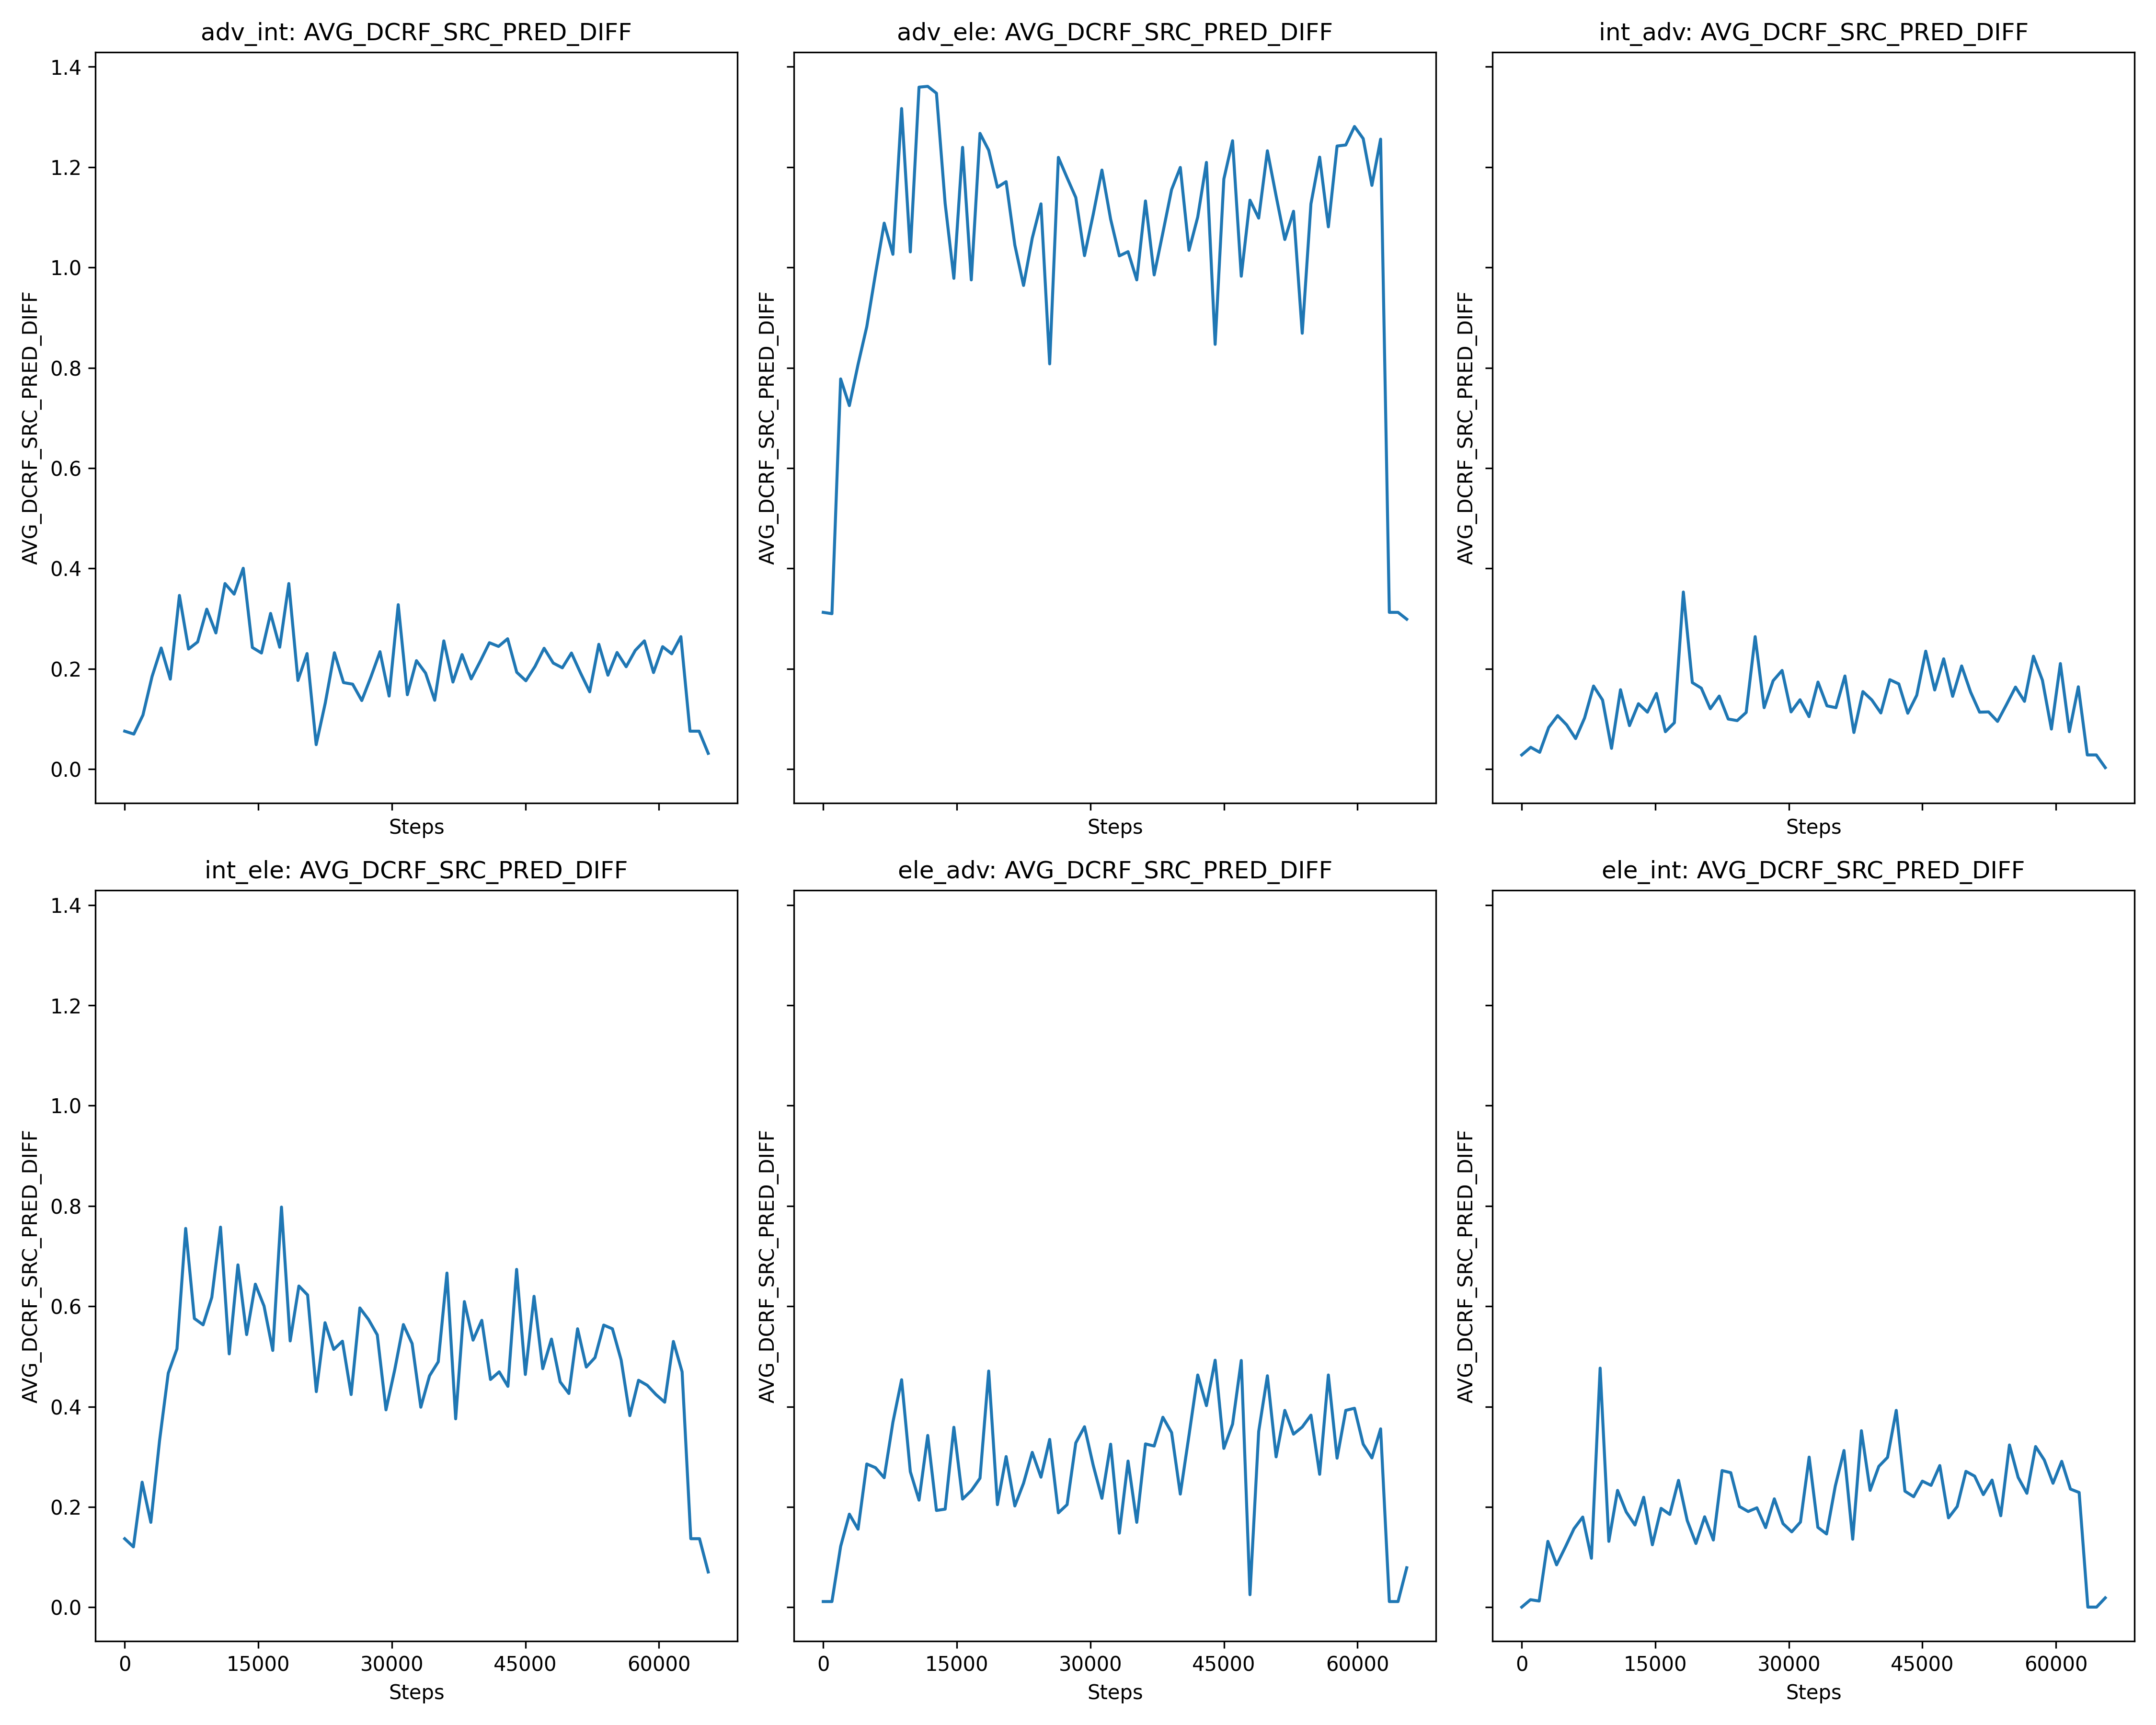 adv_int: AVG_DCRF_SRC_PRED_DIFF
adv_ele: AVG_DCRF_SRC_PRED_DIFF
int_adv: AVG_DCRF_SRC_PRED_DIFF
AVG_DCRF_SRC_PRED_DIFF
1.4
1.2
1.0
0.8
0.6
0.4
0.2
0.0
AVG_DCRF_SRC_PRED_DIFF
AVG_DCRF_SRC_PRED_DIFF
Steps
Steps
Steps
int_ele: AVG_DCRF_SRC_PRED_DIFF
ele_adv: AVG_DCRF_SRC_PRED_DIFF
ele_int: AVG_DCRF_SRC_PRED_DIFF
AVG_DCRF_SRC_PRED_DIFF
1.4
1.2
1.0
0.8
0.6
0.4
0.2
0.0
AVG_DCRF_SRC_PRED_DIFF
AVG_DCRF_SRC_PRED_DIFF
0 15000 30000 45000 60000
0 15000 30000 45000 60000
0 15000 30000 45000 60000
Steps
Steps
Steps